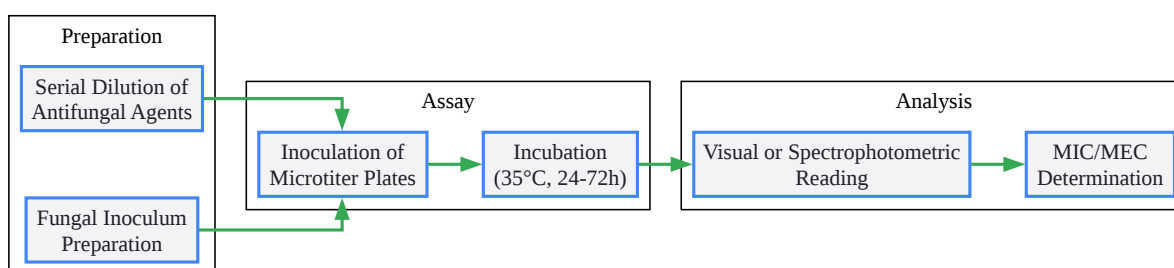 Preparation
Serial Dilution of
Antifungal Agents
Fungal Inoculum
Preparation
Assay
Inoculation of
Microtiter Plates
Incubation
(35°C, 24-72h)
Analysis
Visual or Spectrophotometric
Reading
MIC/MEC
Determination